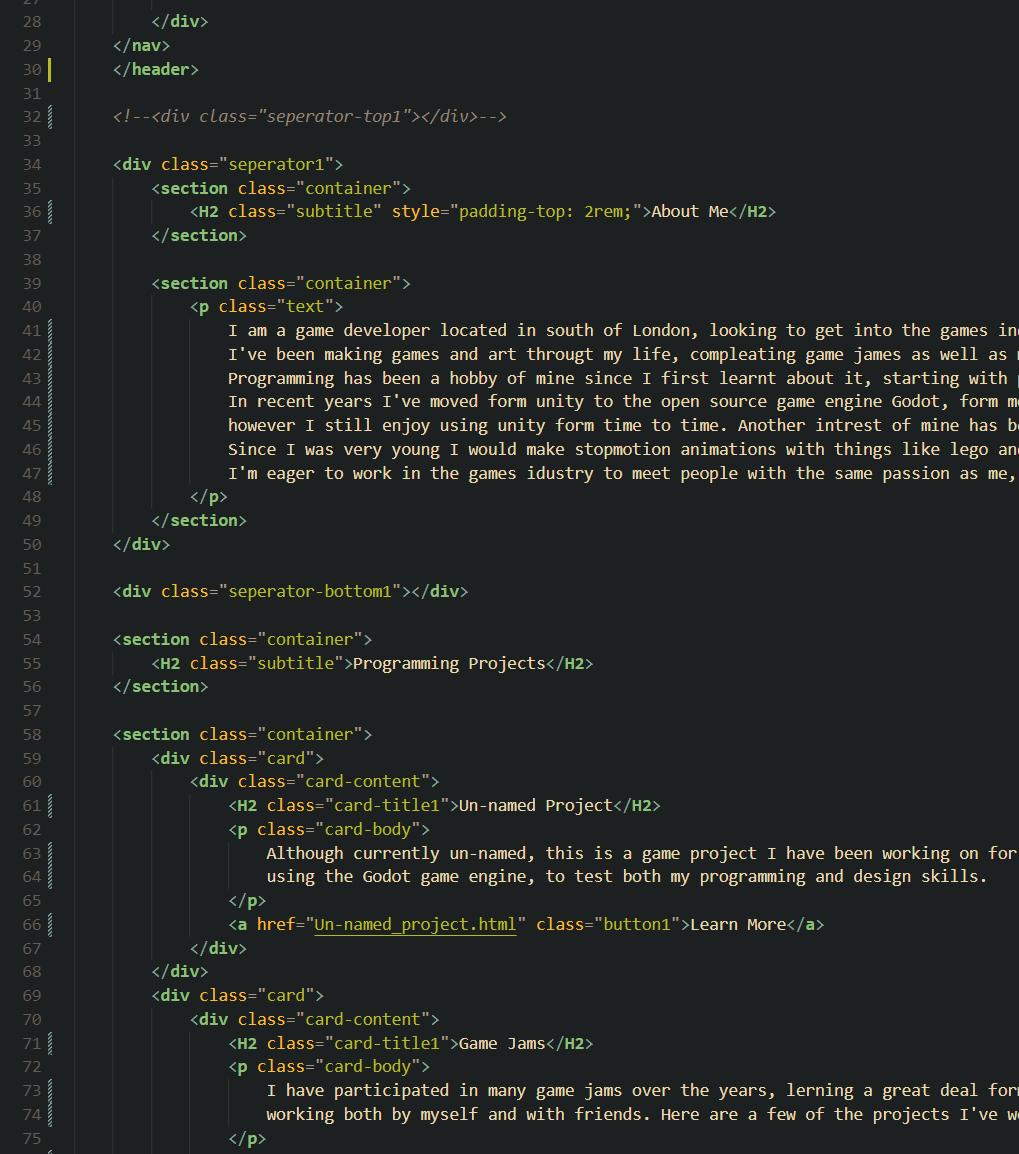 27
28 </div>
29 </nav>
30 </header>
31
32 <!--<div class="seperator-top1"></div>-->
33
34 <div class="seperator1">
35 <section class="container">
36 <H2 class="subtitle" style="padding-top: 2rem;">About Me</H2>
37 </section>
38
39 <section class="container">
40 <p class="text">
41 I am a game developer located in south of London, looking to get into the games in
42 I've been making games and art througt my life, compleating game james as well as
43 Programming has been a hobby of mine since I first learnt about it, starting with
44 In recent years I've moved form unity to the open source game engine Godot, form m
45 however I still enjoy using unity form time to time. Another intrest of mine has b
46 Since I was very young I would make stopmotion animations with things like lego an
47 I'm eager to work in the games idustry to meet people with the same passion as me,
48 </p>
49 </section>
50 </div>
51
52 <div class="seperator-bottom1"></div>
53
54 <section class="container">
55 <H2 class="subtitle">Programming Projects</H2>
56 </section>
57
58 <section class="container">
59 <div class="card">
60 <div class="card-content">
61 <H2 class="card-title1">Un-named Project</H2>
62 <p class="card-body">
63 Although currently un-named, this is a game project I have been working on for
64 using the Godot game engine, to test both my programming and design skills.
65 </p>
66 <a href="Un-named_project.html" class="button1">Learn More</a>
67 </div>
68 </div>
69 <div class="card">
70 <div class="card-content">
71 <H2 class="card-title1">Game Jams</H2>
72 <p class="card-body">
73 I have participated in many game jams over the years, lerning a great deal for
74 working both by myself and with friends. Here are a few of the projects I've w
75 </p>